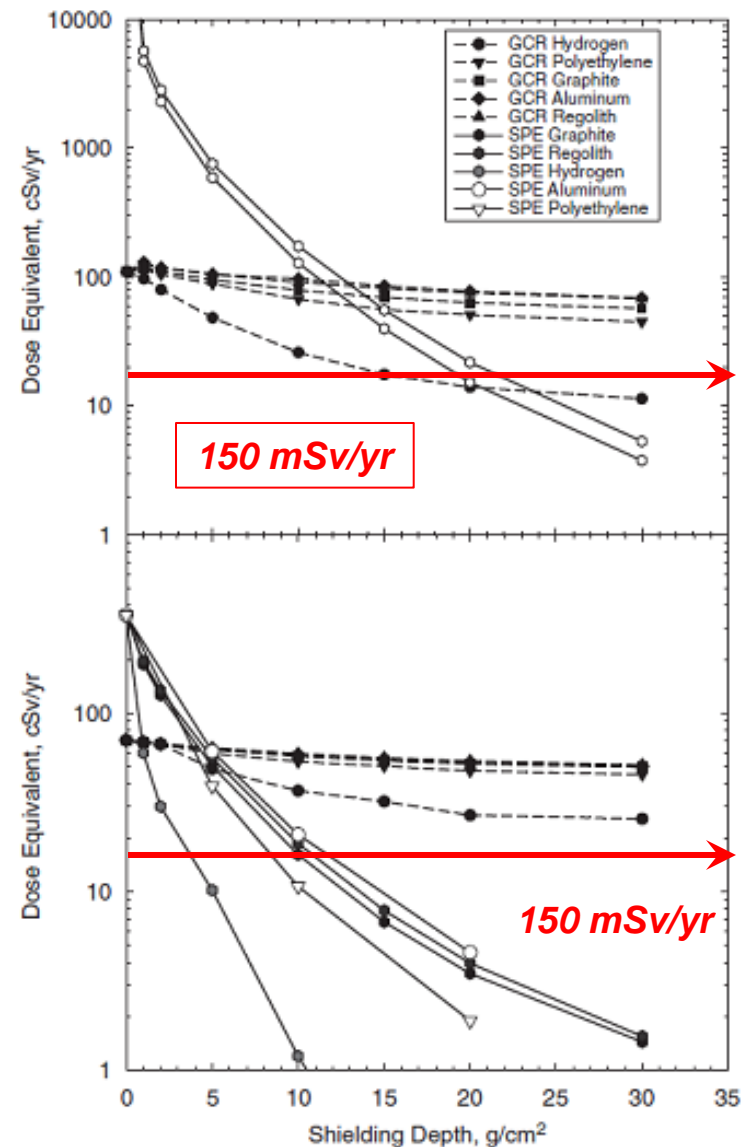 10000
1000
100
10
1
Dose Equivalent, cSv/yr
GCR Hydrogen
GCR Polyethylene
GCR Graphite
GCR Aluminum
GCR Regolith
SPE Graphite
SPE Regolith
SPE Hydrogen
SPE Aluminum
SPE Polyethylene
150 mSv/yr
100
10
1
Dose Equivalent, cSv/yr
150 mSv/yr
0 5 10 15 20 25 30 35
Shielding Depth, g/cm²